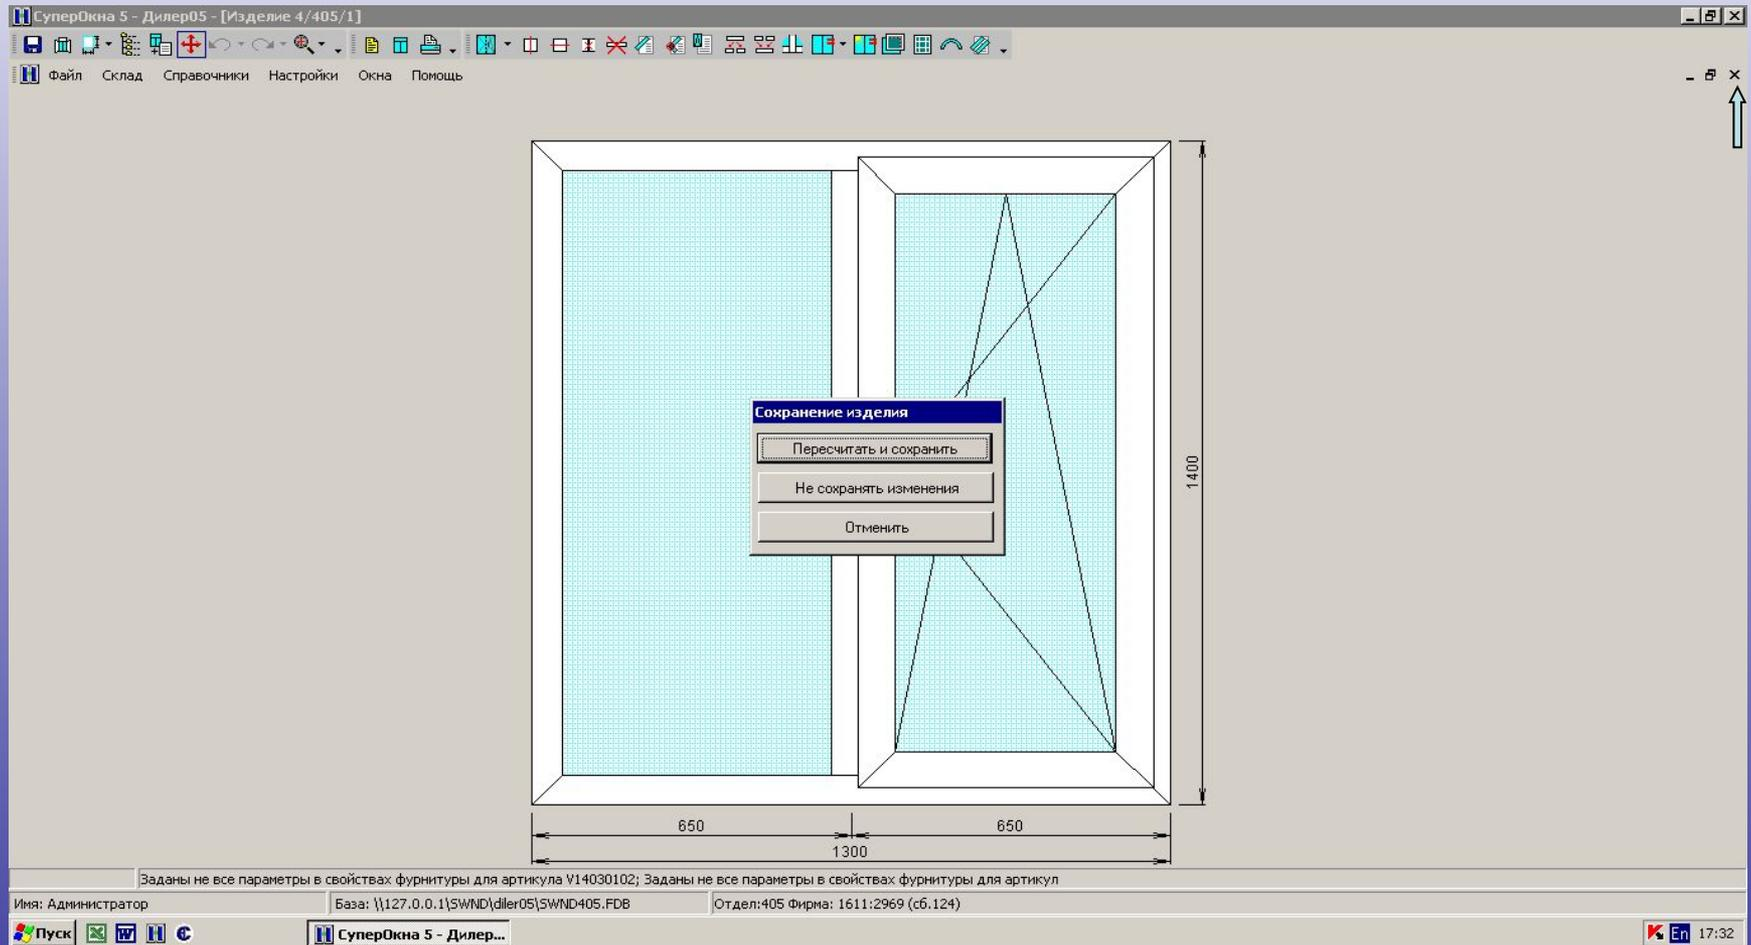 СуперОкна 5 - Дилер05 - [Изделие 4/405/1]
Файл Склад Справочники Настройки Окна Помощь
1400
Сохранение изделия
Пересчитать и сохранить
Не сохранять изменения
Отменить
650 650
1300
Заданы не все параметры в свойствах фурнитуры для артикула V14030102; Заданы не все параметры в свойствах фурнитуры для артикул
Имя: Администратор База: \\127.0.0.1\SWND\diler05\SWND405.FDB Отдел:405 Фирма: 1611:2969 (сб.124)
Пуск СуперОкна 5 - Дилер... En 17:32